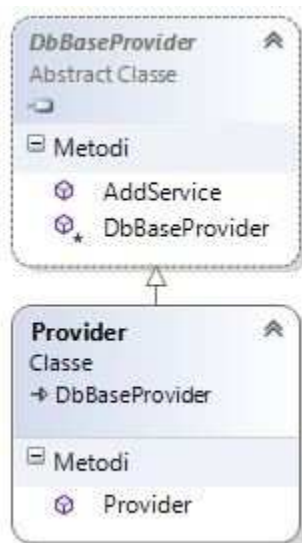 DbBaseProvider
Abstract Classe
Metodi
AddService
DbBaseProvider
Provider
Classe
DbBaseProvider
Metodi
Provider